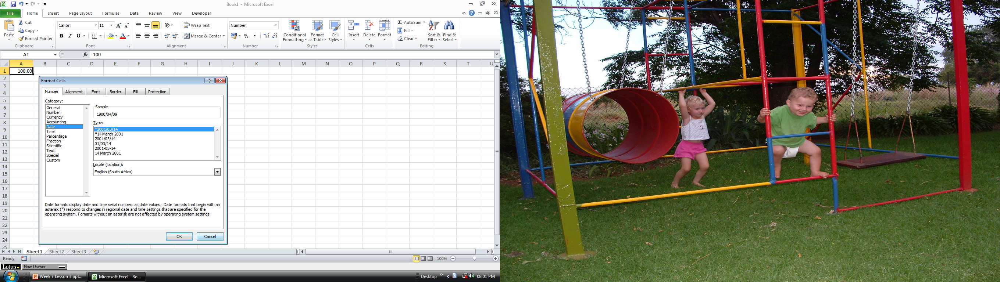 Book1 - Microsoft Excel
File Home Insert Page Layout Formulas Data Review View Developer
Paste
Cut
Copy
Format Painter
Clipboard
Calibri 11
B I U
Font
Wrap Text
Merge & Center
Alignment
Number
% ,
Number
Conditional Formatting
Format as Table
Cell Styles
Styles
Insert Delete Format
Cells
Σ AutoSum
Fill
Clear
Sort & Filter
Find & Select
Editing
A1 fx 100
A B C D E F G H I J K L M N O P Q R S T U
1 100.00
2
3
4
5
6
7
8
9
10
11
12
13
14
15
16
17
18
19
20
21
22
23
24
25
Format Cells
Number Alignment Font Border Fill Protection
Category:
General
Number
Currency
Accounting
Date
Time
Percentage
Fraction
Scientific
Text
Special
Custom
Sample
1900/04/09
Type:
*2001/03/14
*14 March 2001
2001/03/14
01/03/14
2001-03-14
14 March 2001
Locale (location):
English (South Africa)
Date formats display date and time serial numbers as date values. Date formats that begin with an
asterisk (*) respond to changes in regional date and time settings that are specified for the
operating system. Formats without an asterisk are not affected by operating system settings.
OK Cancel
Sheet1 Sheet2 Sheet3
Ready 100%
Lotus New Drawer
Week 7 Lesson 3.ppt... Microsoft Excel - Bo... Desktop » 08:01 PM